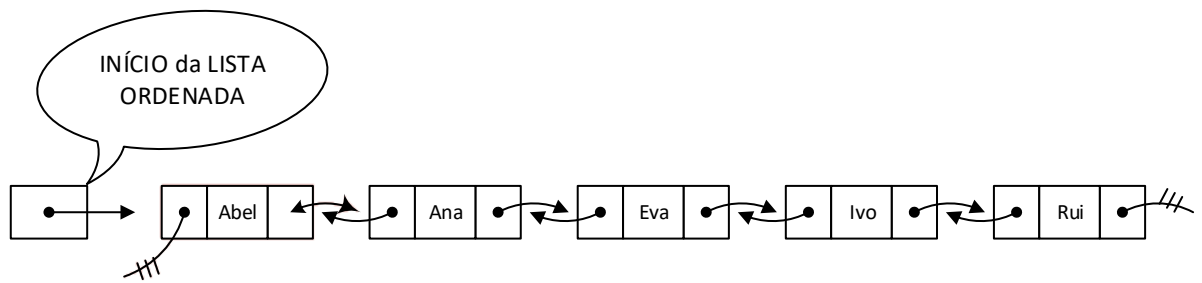 INÍCIO da LISTA
ORDENADA
Abel
Ana
Eva
Ivo
Rui